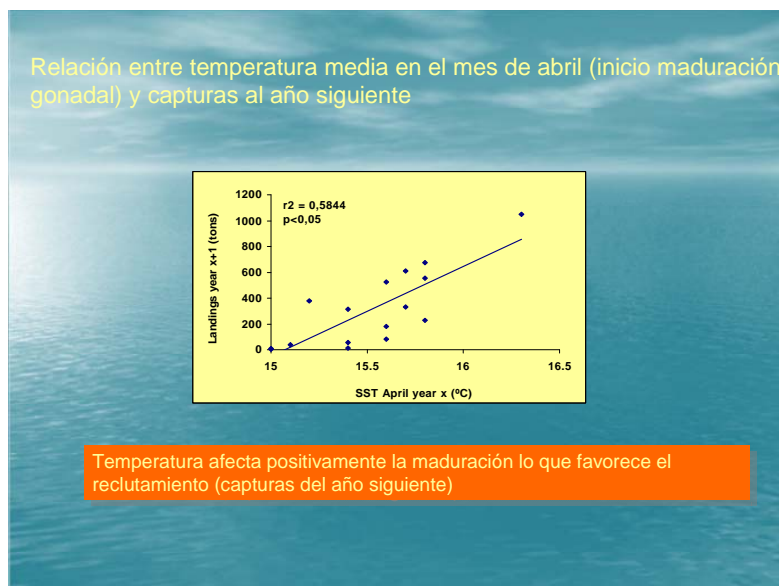 Relación entre temperatura media en el mes de abril (inicio maduración
gonadal) y capturas al año siguiente
r2 = 0,5844
p<0,05
Landings year x+1 (tons)
1200
1000
800
600
400
200
0
15
15.5
16
16.5
SST April year x (ºC)
Temperatura afecta positivamente la maduración lo que favorece el
reclutamiento (capturas del año siguiente)